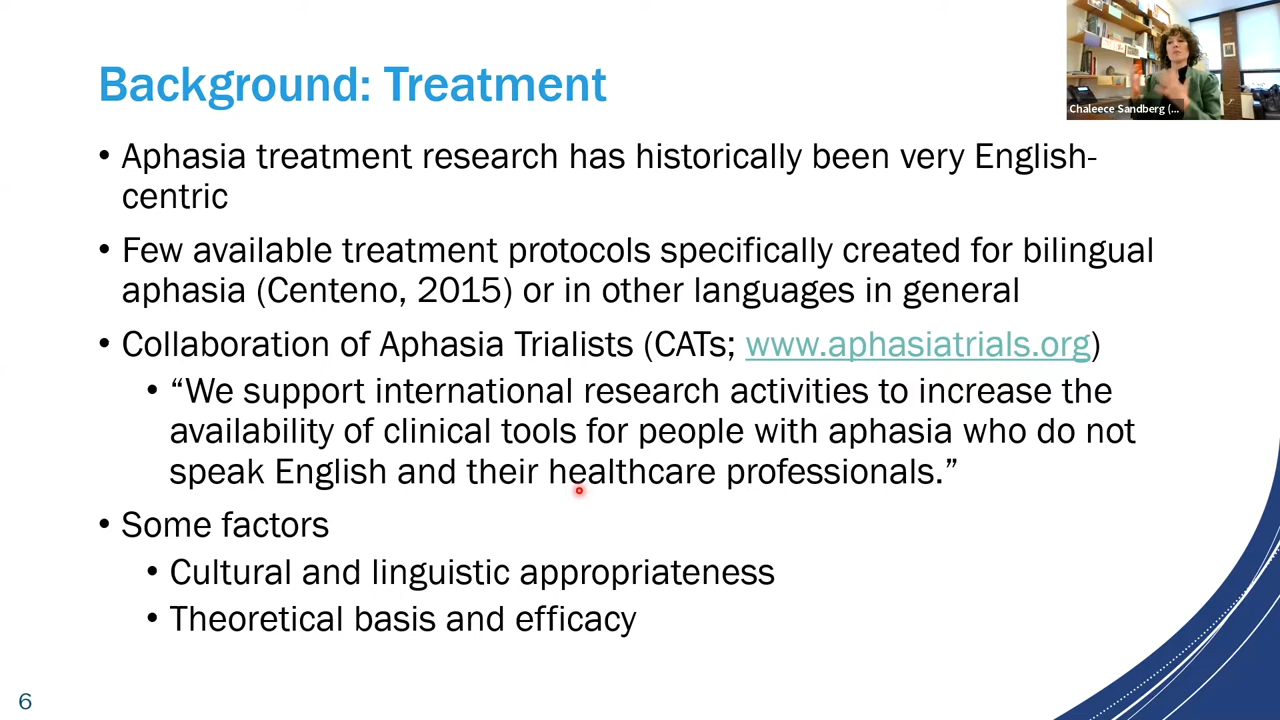 Background: Treatment
Chaleece Sandberg (...
• Aphasia treatment research has historically been very English-
centric
• Few available treatment protocols specifically created for bilingual
aphasia (Centeno, 2015) or in other languages in general
• Collaboration of Aphasia Trialists (CATs; www.aphasiatrials.org)
• “We support international research activities to increase the
availability of clinical tools for people with aphasia who do not
speak English and their healthcare professionals.”
• Some factors
• Cultural and linguistic appropriateness
• Theoretical basis and efficacy
6